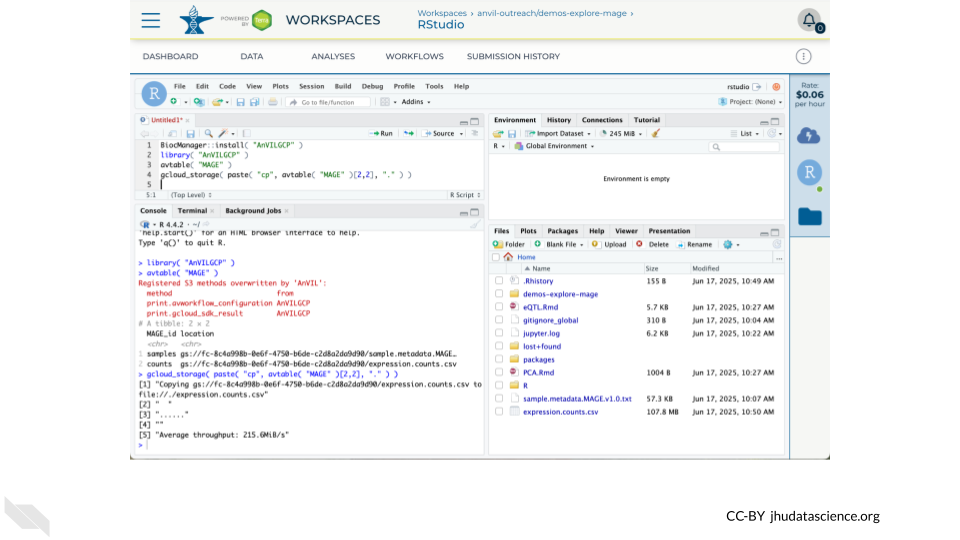 POWERED BY Terra
WORKSPACES
Workspaces › anvil-outreach/demos-explore-mage ›
RStudio
0
DASHBOARD DATA ANALYSES WORKFLOWS SUBMISSION HISTORY
R File Edit Code View Plots Session Build Debug Profile Tools Help rstudio
Go to file/function Addins Project: (None)
Rate:
$0.06
per hour
R
Untitled1*
Run Source
1 BiocManager::install( "AnVILGCP" )
2 library( "AnVILGCP" )
3 avtable( "MAGE" )
4 gcloud_storage( paste( "cp", avtable( "MAGE" )[2,2], "." ) )
5
5:1 (Top Level) R Script
Console Terminal Background Jobs
R 4.4.2 · ~/
'help.start()' for an HTML browser interface to help.
Type 'q()' to quit R.
> library( "AnVILGCP" )
> avtable( "MAGE" )
Registered S3 methods overwritten by 'AnVIL':
method from
print.avworkflow_configuration AnVILGCP
print.gcloud_sdk_result AnVILGCP
# A tibble: 2 × 2
MAGE_id location
<chr> <chr>
1 samples gs://fc-8c4a998b-0e6f-4750-b6de-c2d8a2da9d90/sample.metadata.MAGE…
2 counts gs://fc-8c4a998b-0e6f-4750-b6de-c2d8a2da9d90/expression.counts.csv
> gcloud_storage( paste( "cp", avtable( "MAGE" )[2,2], "." ) )
[1] "Copying gs://fc-8c4a998b-0e6f-4750-b6de-c2d8a2da9d90/expression.counts.csv to
file://./expression.counts.csv"
[2] " "
[3] "......"
[4] ""
[5] "Average throughput: 215.6MiB/s"
>
Environment History Connections Tutorial
Import Dataset 245 MiB List
R Global Environment
Environment is empty
Files Plots Packages Help Viewer Presentation
Folder Blank File Upload Delete Rename
Home ...
Name Size Modified
.Rhistory 155 B Jun 17, 2025, 10:49 AM
demos-explore-mage
eQTL.Rmd 5.7 KB Jun 17, 2025, 10:27 AM
gitignore_global 310 B Jun 17, 2025, 10:04 AM
jupyter.log 6.2 KB Jun 17, 2025, 10:22 AM
lost+found
packages
PCA.Rmd 1004 B Jun 17, 2025, 10:27 AM
R
sample.metadata.MAGE.v1.0.txt 57.3 KB Jun 17, 2025, 10:07 AM
expression.counts.csv 107.8 MB Jun 17, 2025, 10:50 AM
CC-BY jhudatascience.org